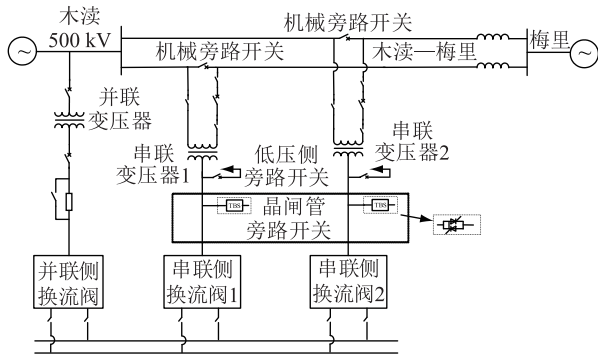 木渎
500 kV
机械旁路开关
机械旁路开关
木渎—梅里
梅里
并联
变压器
串联
变压器1
低压侧
旁路开关
串联
变压器2
TBS
晶闸管
旁路开关
TBS
并联侧
换流阀
串联侧
换流阀1
串联侧
换流阀2